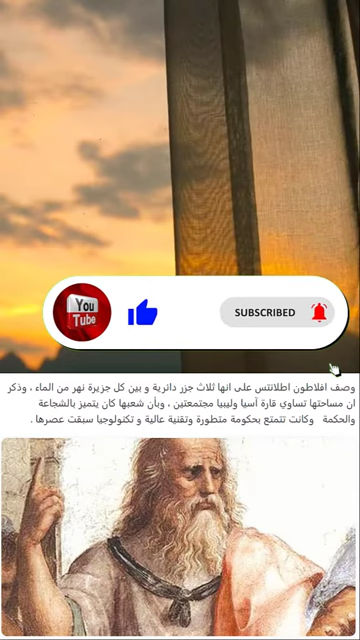 You
Tube
SUBSCRIBED
وصف افلاطون اطلانتس على انها ثلاث جزر دائرية و بين كل جزيرة نهر من الماء ، وذكر
ان مساحتها تساوي قارة آسيا وليبيا مجتمعتين ، وبأن شعبها كان يتميز بالشجاعة
والحكمة وكانت تتمتع بحكومة متطورة وتقنية عالية و تكنولوجيا سبقت عصرها .